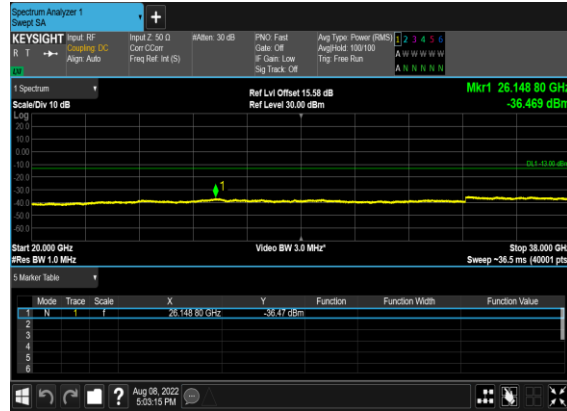 Spectrum Analyzer 1
Swept SA
+
KEYSIGHT Input: RF Input Z: 50 Ω #Atten: 30 dB PNO: Fast Avg Type: Power (RMS) 1 2 3 4 5 6
R T Coupling: DC Corr CCorr Gate: Off Avg|Hold: 100/100 A W W W W W
Align: Auto Freq Ref: Int (S) IF Gain: Low Trig: Free Run
Sig Track: Off A N N N N N
1 Spectrum Ref Lvl Offset 15.58 dB Mkr1 26.148 80 GHz
Scale/Div 10 dB Ref Level 30.00 dBm -36.469 dBm
Log
20.0
10.0
0.00
-10.0
DL1 -13.00 dBm
-20.0
1
-30.0
-40.0
-50.0
-60.0
Start 20.000 GHz Video BW 3.0 MHz* Stop 38.000 GHz
#Res BW 1.0 MHz Sweep ~36.5 ms (40001 pts)
5 Marker Table
Mode Trace Scale X Y Function Function Width Function Value
1 N 1 f 26.148 80 GHz -36.47 dBm
2
3
4
5
6
? Aug 08, 2022
5:03:15 PM